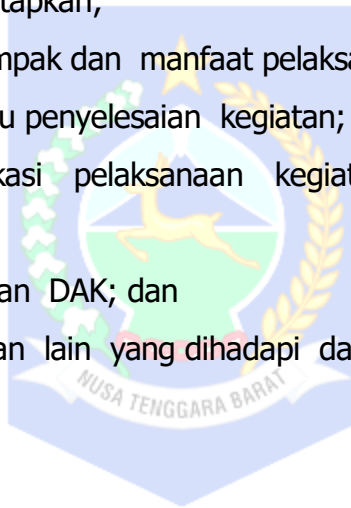 tapkan;
mpak dan manfaat pelaksa
u penyelesaian kegiatan;
kasi pelaksanaan kegiat
an DAK; dan
an lain yang dihadapi da
NUSA TENGGARA BARAT